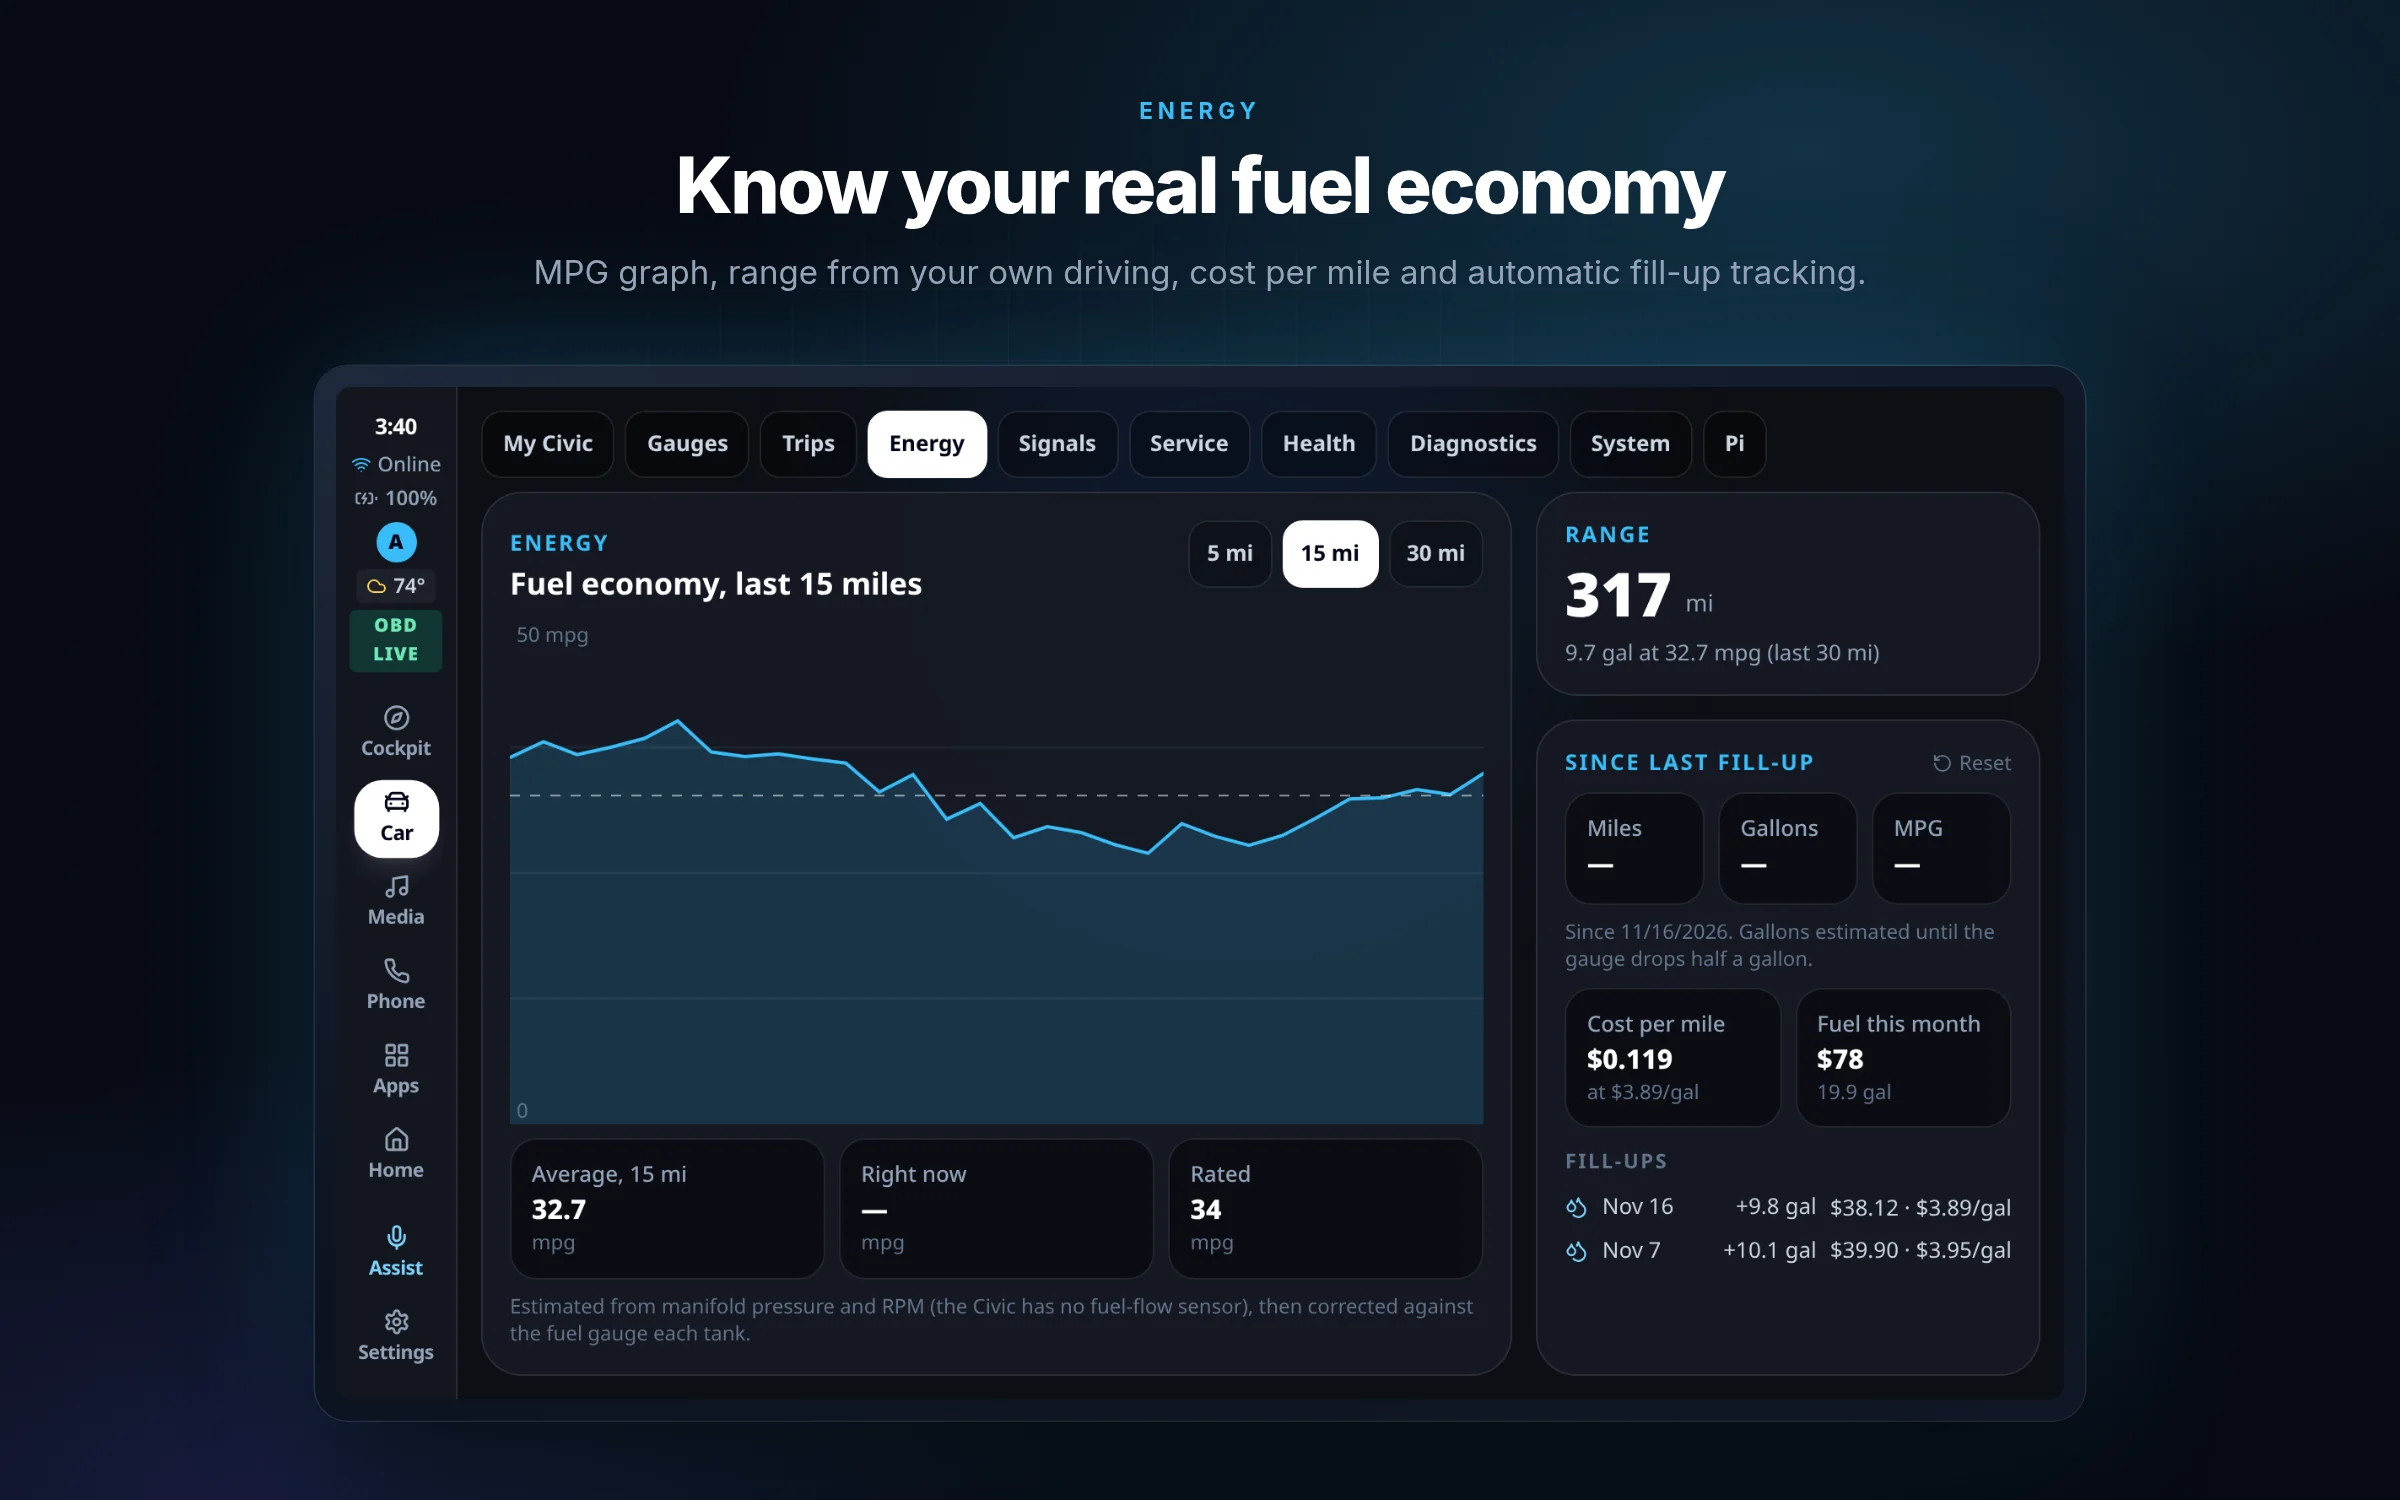 ENERGY
Know your real fuel economy
MPG graph, range from your own driving, cost per mile and automatic fill-up tracking.
3:40
Online
100%
A
74°
OBD
LIVE
Cockpit
Car
Media
Phone
Apps
Home
Assist
Settings
My Civic
Gauges
Trips
Energy
Signals
Service
Health
Diagnostics
System
Pi
ENERGY
Fuel economy, last 15 miles
5 mi
15 mi
30 mi
50 mpg
0
Average, 15 mi
32.7
mpg
Right now
—
mpg
Rated
34
mpg
Estimated from manifold pressure and RPM (the Civic has no fuel-flow sensor), then corrected against
the fuel gauge each tank.
RANGE
317 mi
9.7 gal at 32.7 mpg (last 30 mi)
SINCE LAST FILL-UP
Reset
Miles
—
Gallons
—
MPG
—
Since 11/16/2026. Gallons estimated until the
gauge drops half a gallon.
Cost per mile
$0.119
at $3.89/gal
Fuel this month
$78
19.9 gal
FILL-UPS
Nov 16 +9.8 gal $38.12 · $3.89/gal
Nov 7 +10.1 gal $39.90 · $3.95/gal